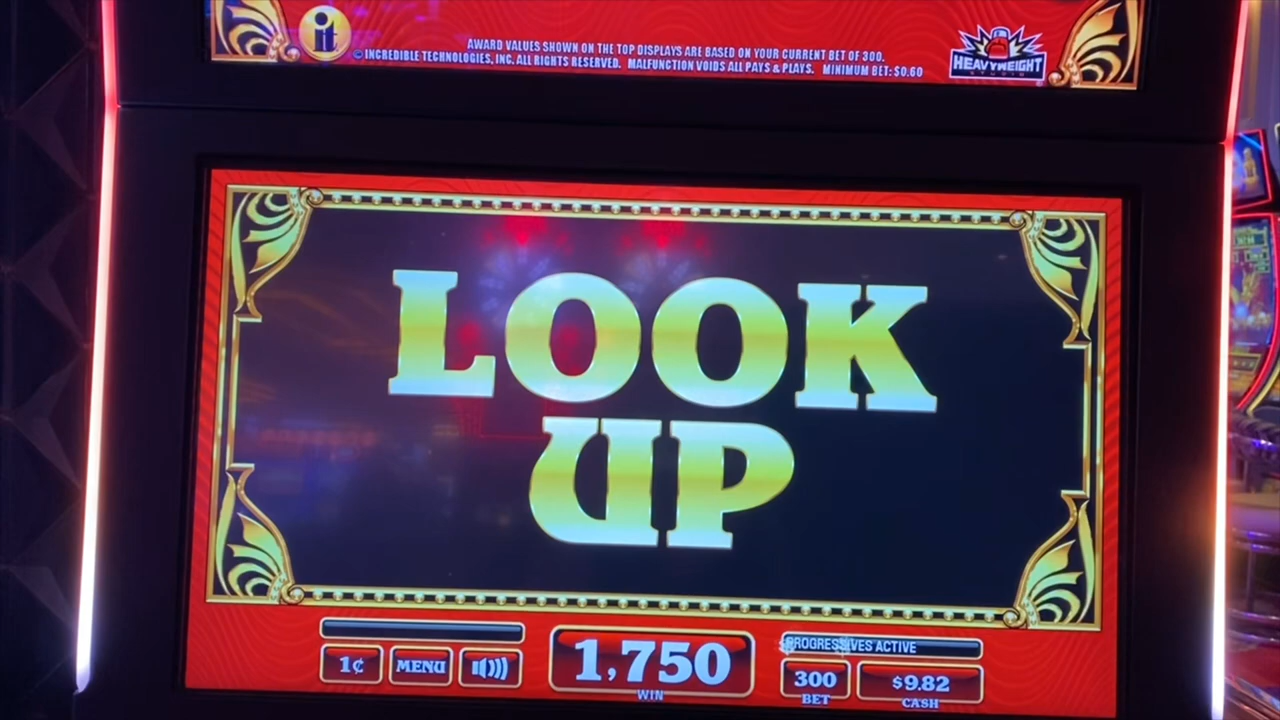 it
AWARD VALUES SHOWN ON THE TOP DISPLAYS ARE BASED ON YOUR CURRENT BET OF 300.
© INCREDIBLE TECHNOLOGIES, INC. ALL RIGHTS RESERVED. MALFUNCTION VOIDS ALL PAYS & PLAYS. MINIMUM BET: $0.60
HEAVYWEIGHT
STUDIO
LOOK
UP
PROGRESSIVES ACTIVE
1¢ MENU 1,750 300 $9.82
WIN BET CASH